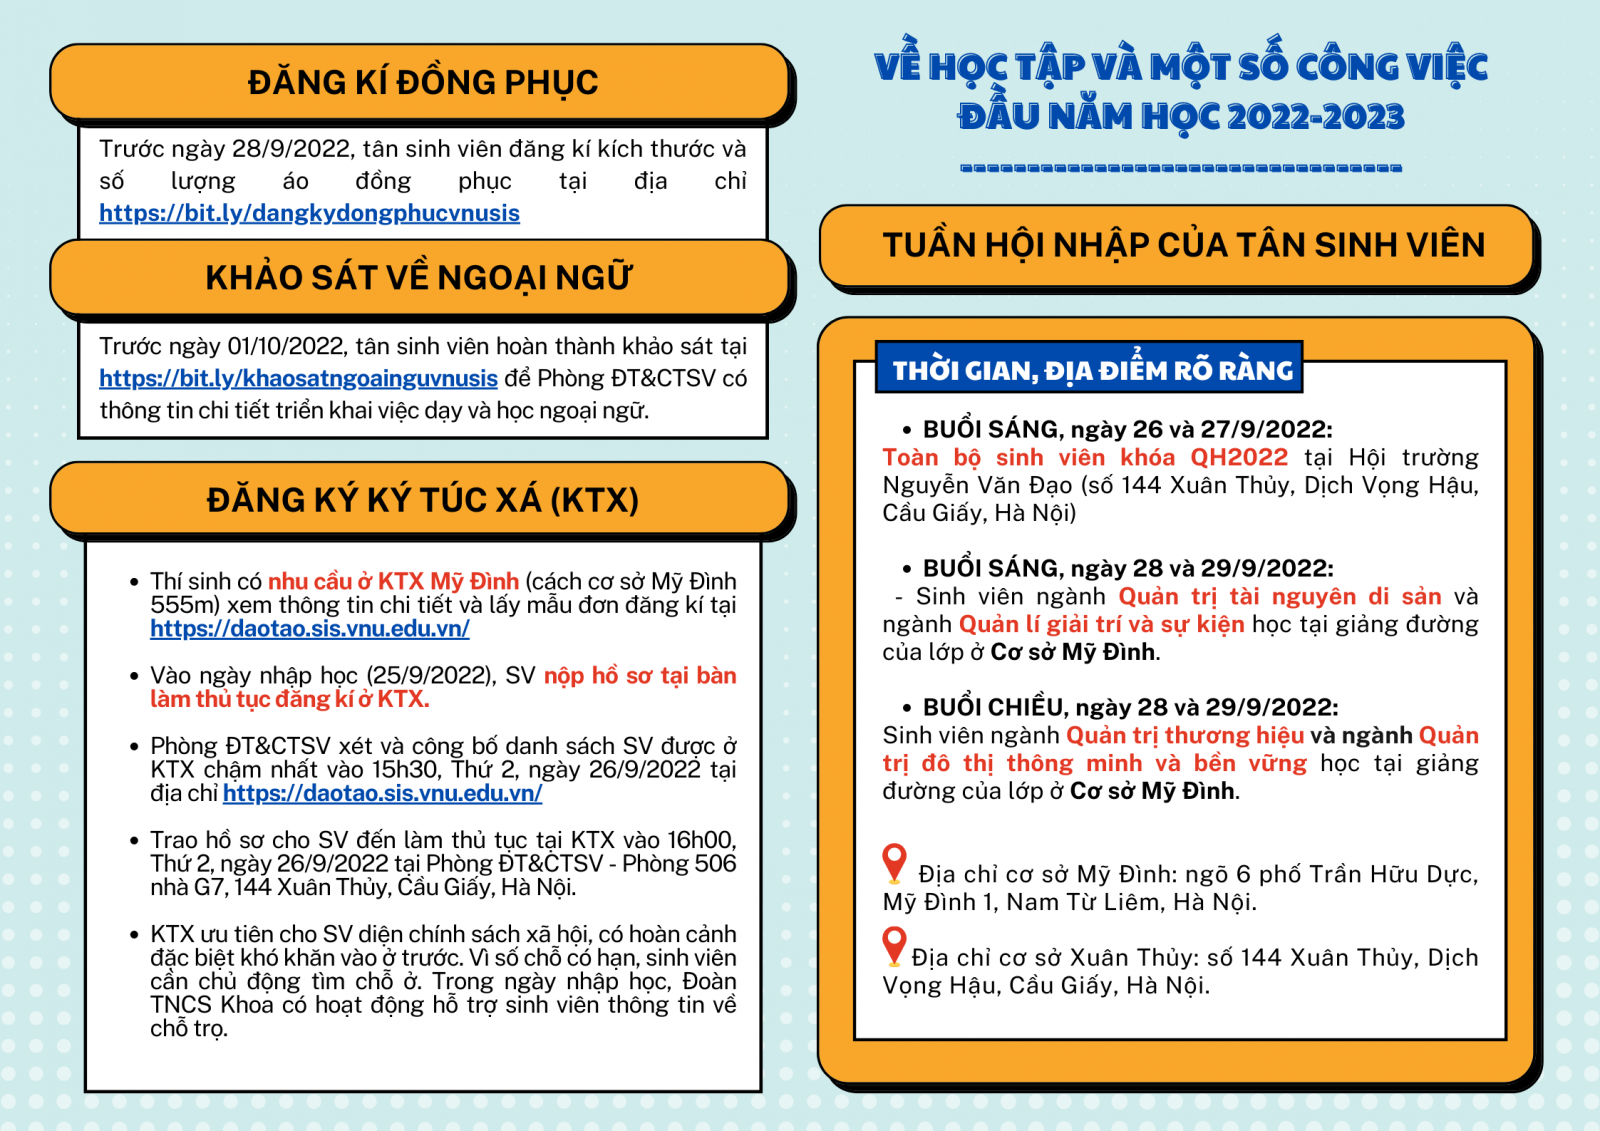 ĐĂNG KÍ ĐỒNG PHỤC
Trước ngày 28/9/2022, tân sinh viên đăng kí kích thước và
số lượng áo đồng phục tại địa chỉ
https://bit.ly/dangkydongphucvnusis
KHẢO SÁT VỀ NGOẠI NGỮ
Trước ngày 01/10/2022, tân sinh viên hoàn thành khảo sát tại
https://bit.ly/khaosatngoainguvnusis để Phòng ĐT&CTSV có
thông tin chi tiết triển khai việc dạy và học ngoại ngữ.
ĐĂNG KÝ KÝ TÚC XÁ (KTX)
• Thí sinh có nhu cầu ở KTX Mỹ Đình (cách cơ sở Mỹ Đình
555m) xem thông tin chi tiết và lấy mẫu đơn đăng kí tại
https://daotao.sis.vnu.edu.vn/
• Vào ngày nhập học (25/9/2022), SV nộp hồ sơ tại bàn
làm thủ tục đăng kí ở KTX.
• Phòng ĐT&CTSV xét và công bố danh sách SV được ở
KTX chậm nhất vào 15h30, Thứ 2, ngày 26/9/2022 tại
địa chỉ https://daotao.sis.vnu.edu.vn/
• Trao hồ sơ cho SV đến làm thủ tục tại KTX vào 16h00,
Thứ 2, ngày 26/9/2022 tại Phòng ĐT&CTSV - Phòng 506
nhà G7, 144 Xuân Thủy, Cầu Giấy, Hà Nội.
• KTX ưu tiên cho SV diện chính sách xã hội, có hoàn cảnh
đặc biệt khó khăn vào ở trước. Vì số chỗ có hạn, sinh viên
cần chủ động tìm chỗ ở. Trong ngày nhập học, Đoàn
TNCS Khoa có hoạt động hỗ trợ sinh viên thông tin về
chỗ trọ.
VỀ HỌC TẬP VÀ MỘT SỐ CÔNG VIỆC
ĐẦU NĂM HỌC 2022-2023
---------------------------------
TUẦN HỘI NHẬP CỦA TÂN SINH VIÊN
THỜI GIAN, ĐỊA ĐIỂM RÕ RÀNG
• BUỔI SÁNG, ngày 26 và 27/9/2022:
Toàn bộ sinh viên khóa QH2022 tại Hội trường
Nguyễn Văn Đạo (số 144 Xuân Thủy, Dịch Vọng Hậu,
Cầu Giấy, Hà Nội)
• BUỔI SÁNG, ngày 28 và 29/9/2022:
- Sinh viên ngành Quản trị tài nguyên di sản và
ngành Quản lí giải trí và sự kiện học tại giảng đường
của lớp ở Cơ sở Mỹ Đình.
• BUỔI CHIỀU, ngày 28 và 29/9/2022:
Sinh viên ngành Quản trị thương hiệu và ngành Quản
trị đô thị thông minh và bền vững học tại giảng
đường của lớp ở Cơ sở Mỹ Đình.
Địa chỉ cơ sở Mỹ Đình: ngõ 6 phố Trần Hữu Dực,
Mỹ Đình 1, Nam Từ Liêm, Hà Nội.
Địa chỉ cơ sở Xuân Thủy: số 144 Xuân Thủy, Dịch
Vọng Hậu, Cầu Giấy, Hà Nội.